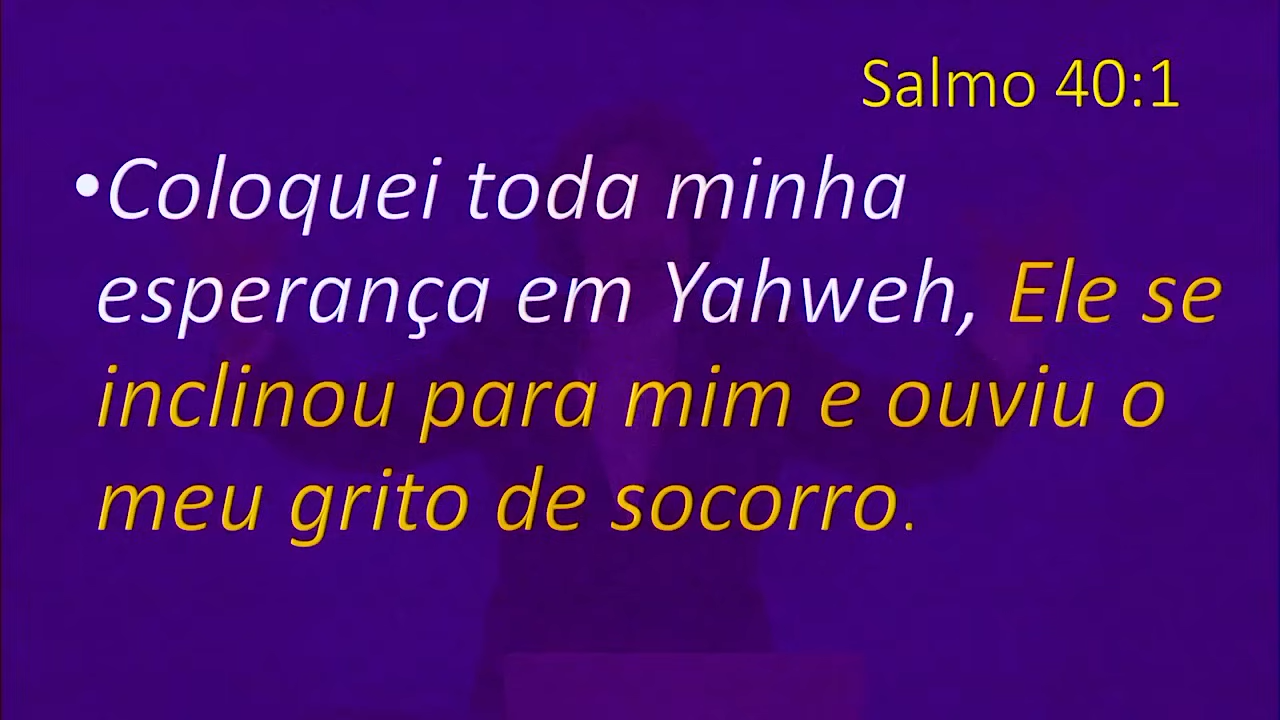 Salmo 40:1
•Coloquei toda minha
esperança em Yahweh, Ele se
inclinou para mim e ouviu o
meu grito de socorro.